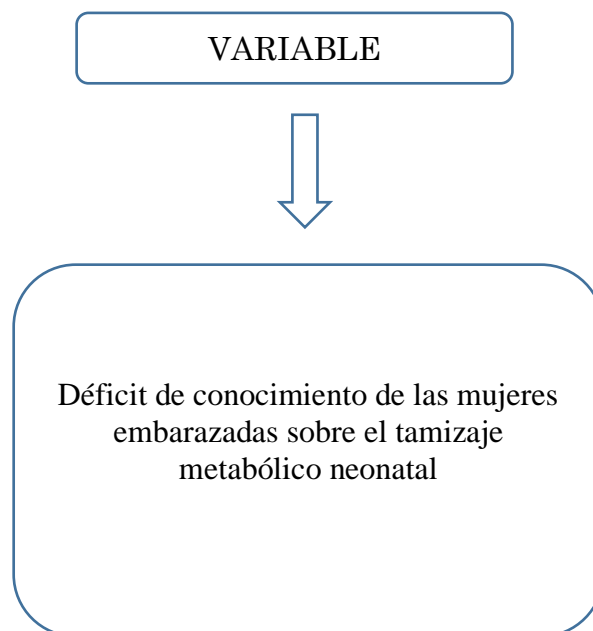 VARIABLE
Déficit de conocimiento de las mujeres
embarazadas sobre el tamizaje
metabólico neonatal